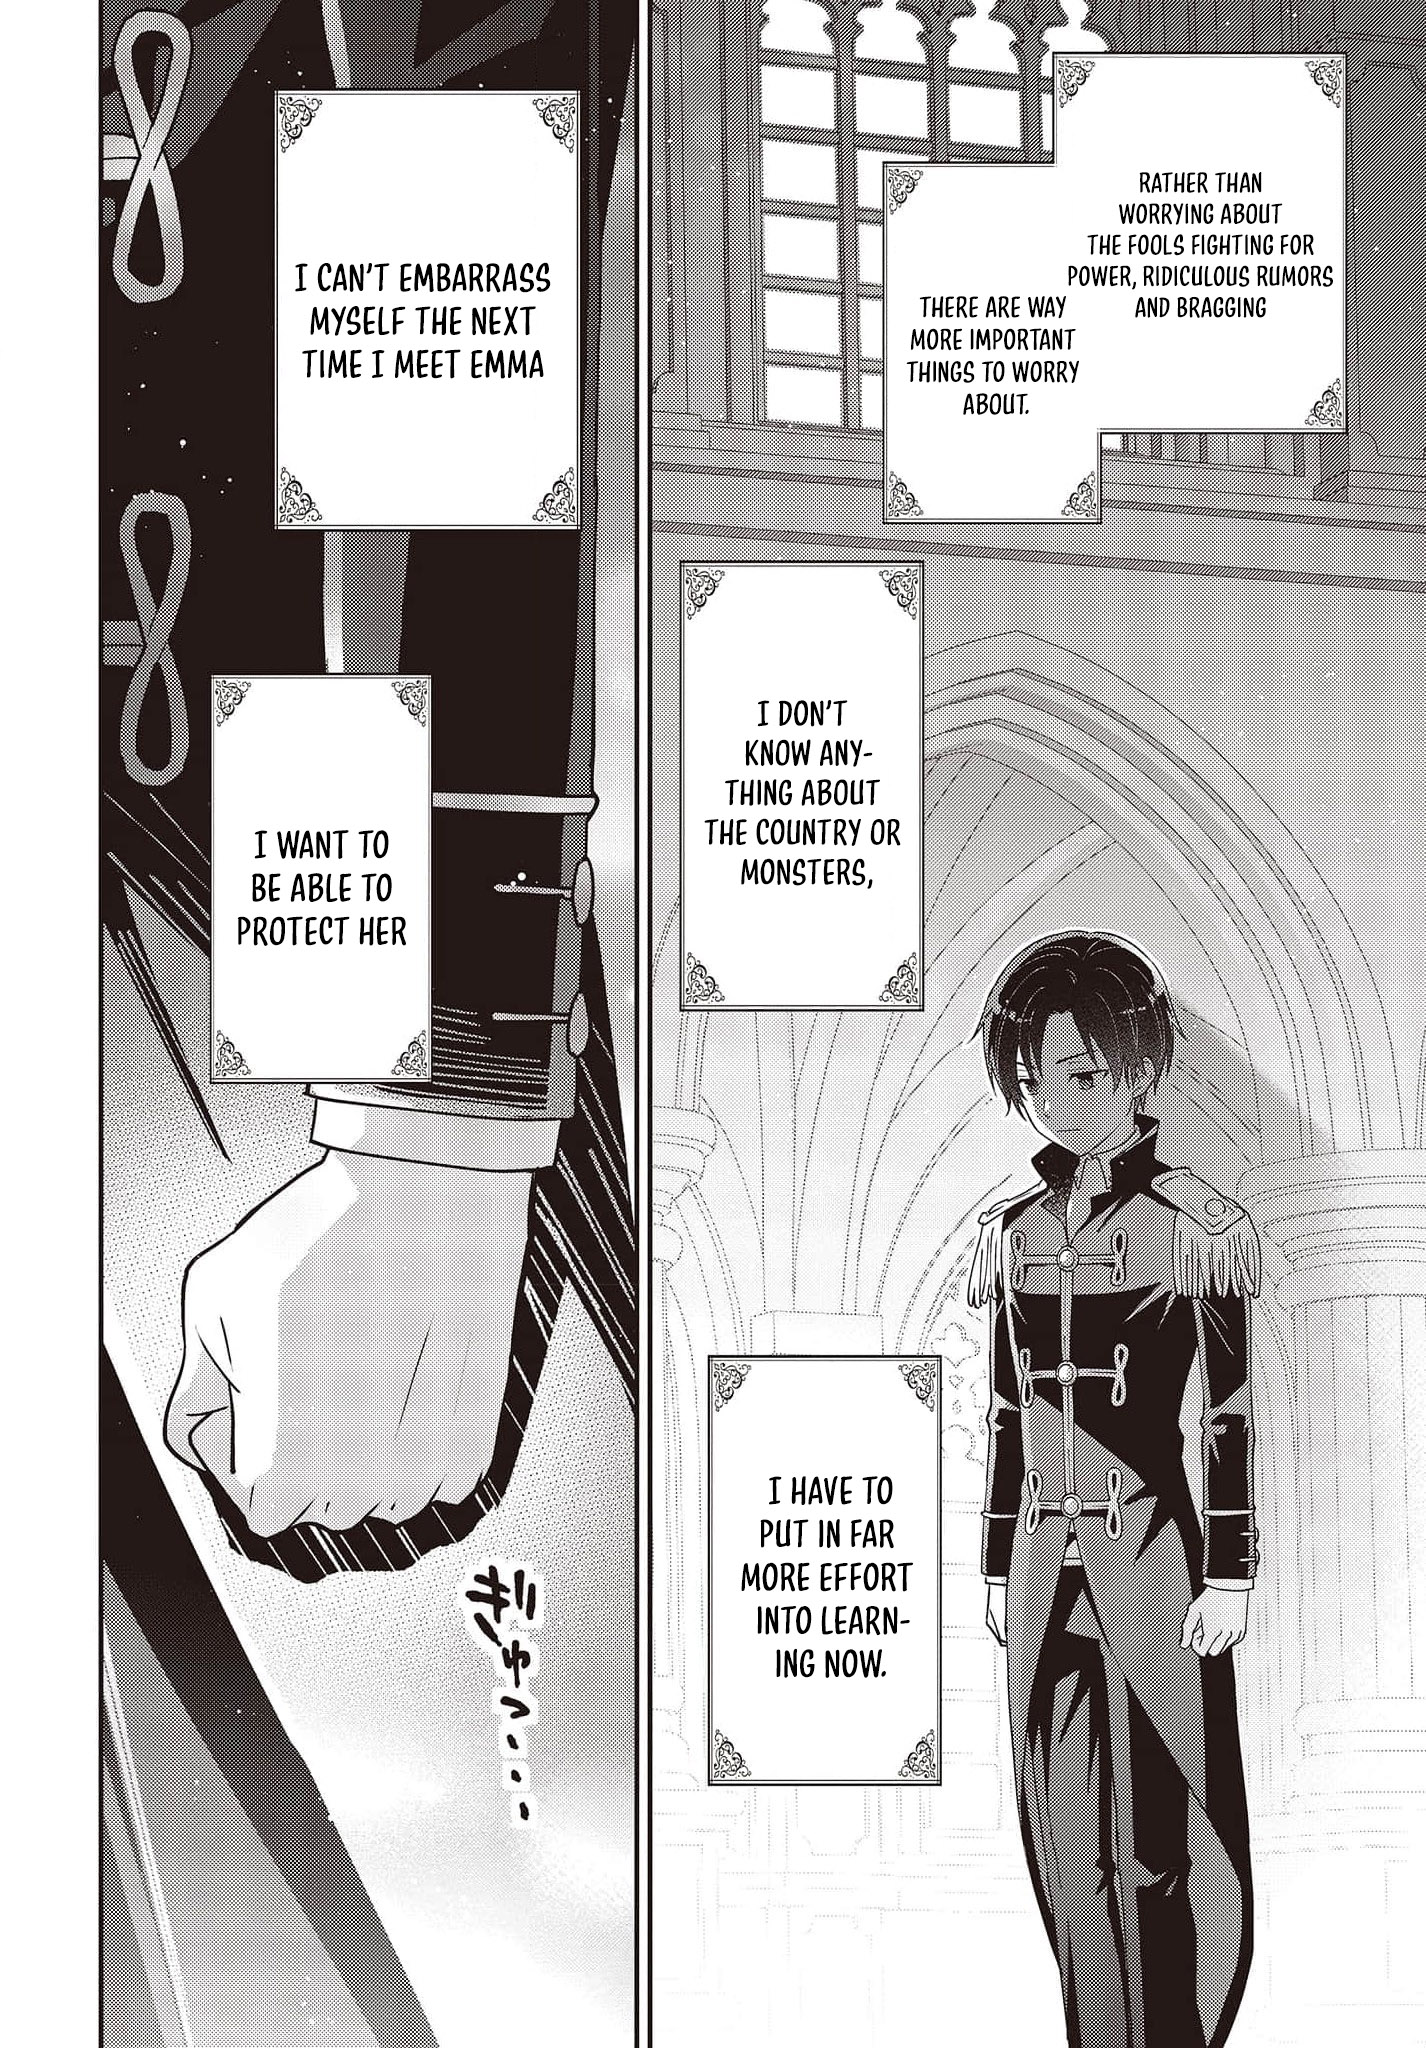 RATHER THAN
WORRYING ABOUT
THE FOOLS FIGHTING FOR
POWER, RIDICULOUS RUMORS
AND BRAGGING
THERE ARE WAY
MORE IMPORTANT
THINGS TO WORRY
ABOUT.
I DON'T
KNOW ANY-
THING ABOUT
THE COUNTRY OR
MONSTERS,
I HAVE TO
PUT IN FAR
MORE EFFORT
INTO LEARN-
ING NOW.
I CAN'T EMBARRASS
MYSELF THE NEXT
TIME I MEET EMMA
I WANT TO
BE ABLE TO
PROTECT HER
ギュッ・・・